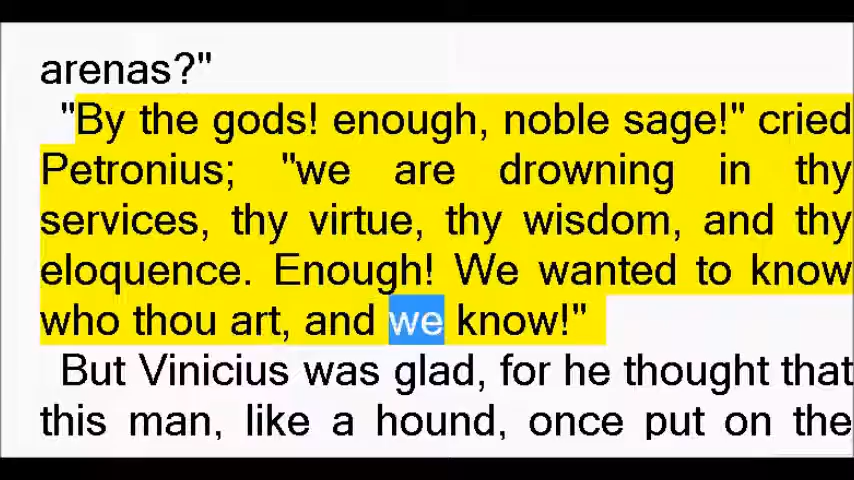 arenas?"
"By the gods! enough, noble sage!" cried
Petronius; "we are drowning in thy
services, thy virtue, thy wisdom, and thy
eloquence. Enough! We wanted to know
who thou art, and we know!"
But Vinicius was glad, for he thought that
this man, like a hound, once put on the